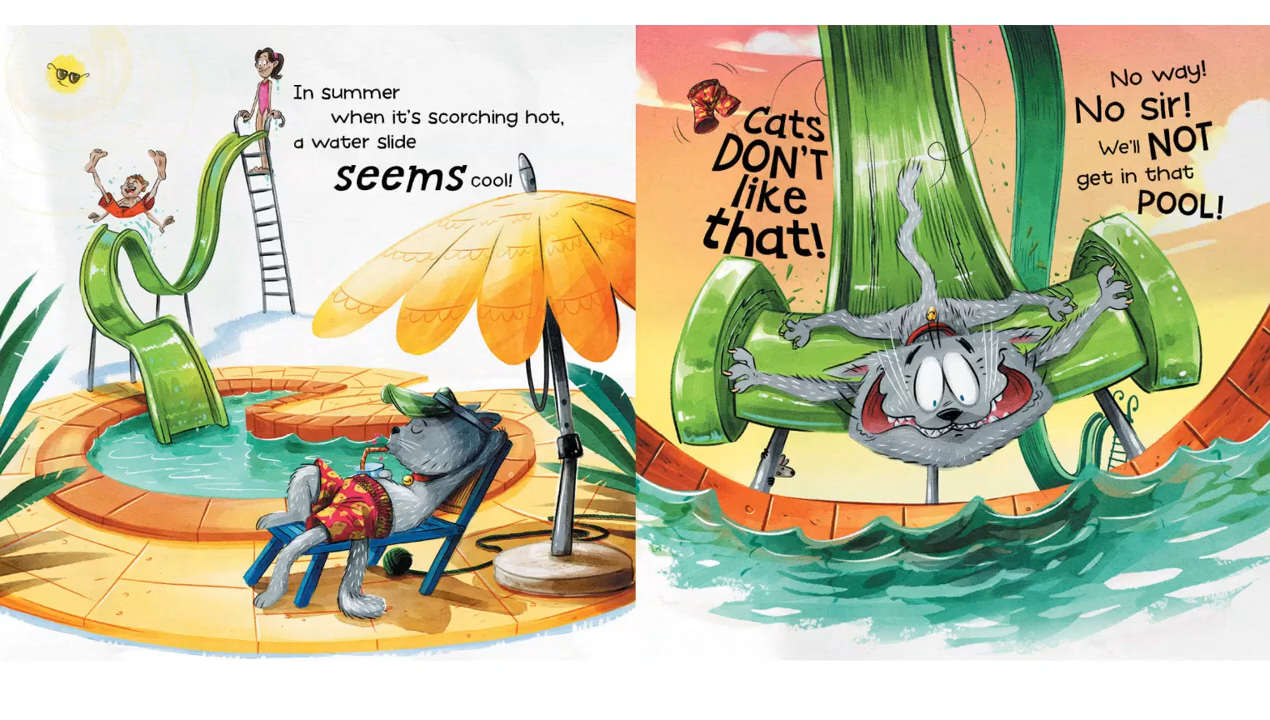 In summer
when it's scorching hot,
a water slide
seems cool!
Cats
DON'T
like
that!
No way!
No sir!
We'll NOT
get in that
POOL!